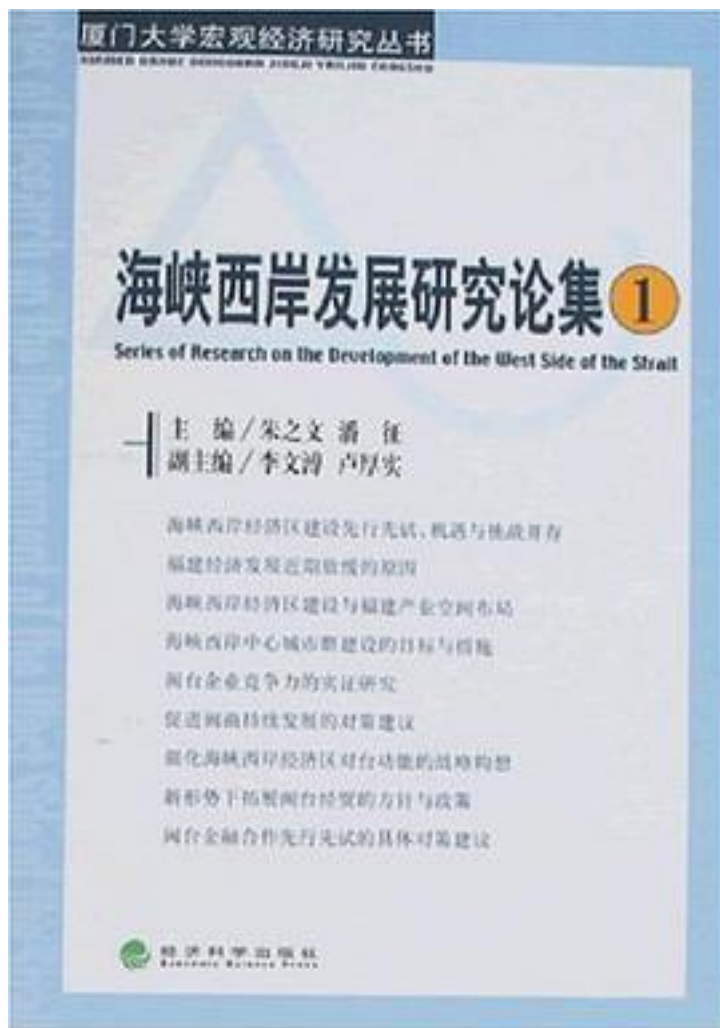 厦门大学宏观经济研究丛书
XIAMEN DAXUE HONGGUAN JINGJI YANJIU CONGSHU
海峡西岸发展研究论集 1
Series of Research on the Development of the West Side of the Strait
主 编/朱之文 潘 征
副主编/李文溥 卢厚实
海峡西岸经济区建设先行先试、机遇与挑战并存
福建经济发展近期放缓的原因
海峡西岸经济区建设与福建产业空间布局
海峡西岸中心城市群建设的目标与措施
闽台企业竞争力的实证研究
促进闽商持续发展的对策建议
强化海峡西岸经济区对台功能的战略构想
新形势下拓展闽台经贸的方针与政策
闽台金融合作先行先试的具体对策建议
经济科学出版社
Economic Science Press